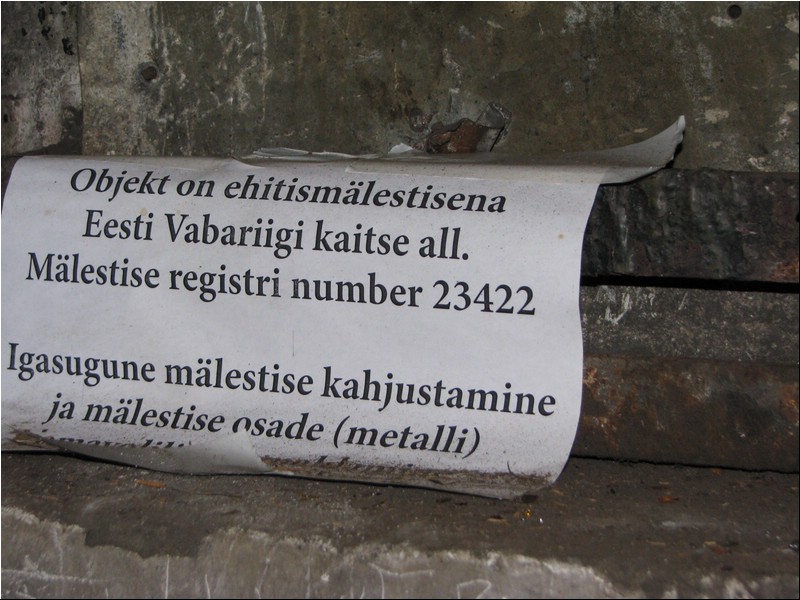 Objekt on ehitismälestisena
Eesti Vabariigi kaitse all.
Mälestise registri number 23422
Igasugune mälestise kahjustamine
ja mälestise osade (metalli)